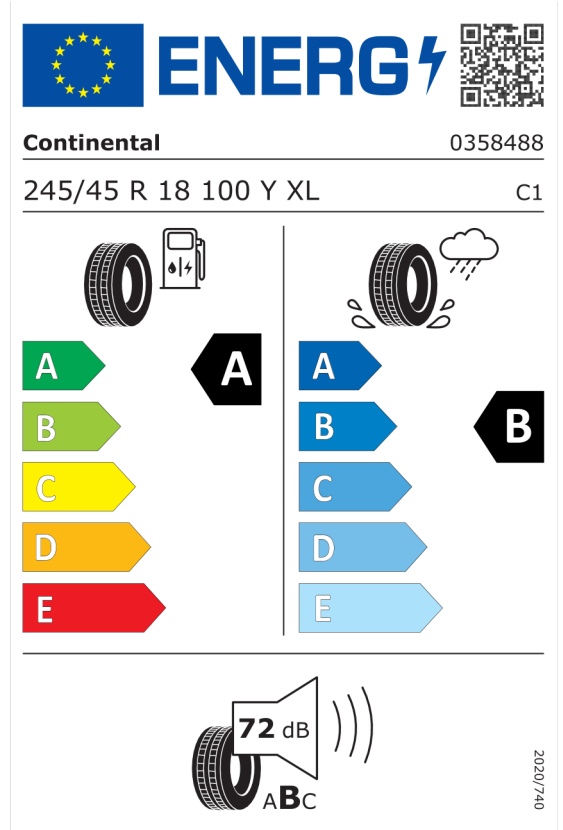 ENERG
Continental 0358488
245/45 R 18 100 Y XL C1
A A
B
C
D
E
A
B B
C
D
E
72 dB
ABC
2020/740